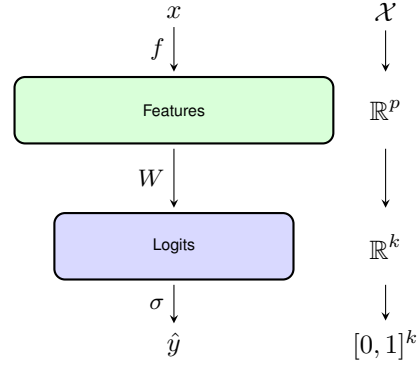 x 𝒳
f
Features ℝ^p
W
Logits ℝ^k
σ
ŷ [0, 1]^k